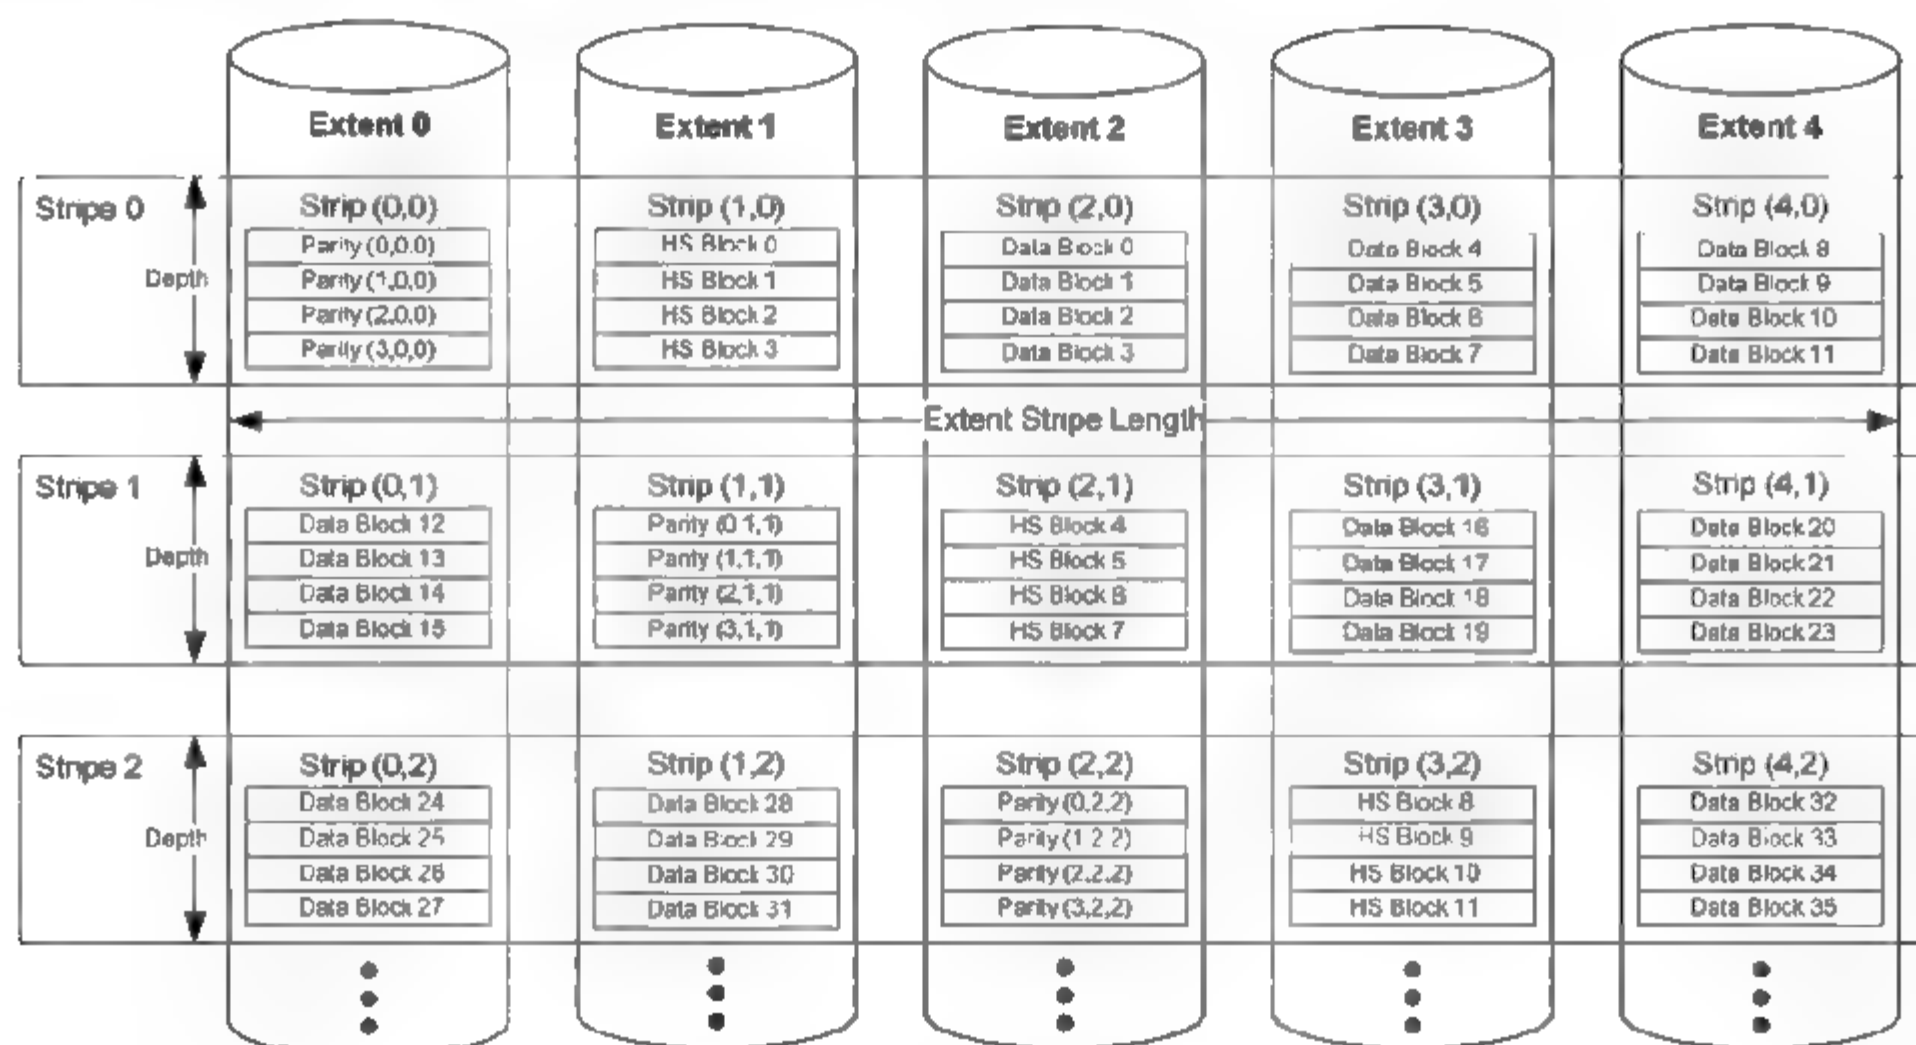 Extent 0 Extent 1 Extent 2 Extent 3 Extent 4
Stripe 0
Depth
Strip (0,0)
Parity (0,0,0)
Parity (1,0,0)
Parity (2,0,0)
Parity (3,0,0)
Strip (1,0)
HS Block 0
HS Block 1
HS Block 2
HS Block 3
Strip (2,0)
Data Block 0
Data Block 1
Data Block 2
Data Block 3
Strip (3,0)
Data Block 4
Data Block 5
Data Block 6
Data Block 7
Strip (4,0)
Data Block 8
Data Block 9
Data Block 10
Data Block 11
Extent Stripe Length
Stripe 1
Depth
Strip (0,1)
Data Block 12
Data Block 13
Data Block 14
Data Block 15
Strip (1,1)
Parity (0,1,1)
Parity (1,1,1)
Parity (2,1,1)
Parity (3,1,1)
Strip (2,1)
HS Block 4
HS Block 5
HS Block 6
HS Block 7
Strip (3,1)
Data Block 16
Data Block 17
Data Block 18
Data Block 19
Strip (4,1)
Data Block 20
Data Block 21
Data Block 22
Data Block 23
Stripe 2
Depth
Strip (0,2)
Data Block 24
Data Block 25
Data Block 26
Data Block 27
Strip (1,2)
Data Block 28
Data Block 29
Data Block 30
Data Block 31
Strip (2,2)
Parity (0,2,2)
Parity (1,2,2)
Parity (2,2,2)
Parity (3,2,2)
Strip (3,2)
HS Block 8
HS Block 9
HS Block 10
HS Block 11
Strip (4,2)
Data Block 32
Data Block 33
Data Block 34
Data Block 35